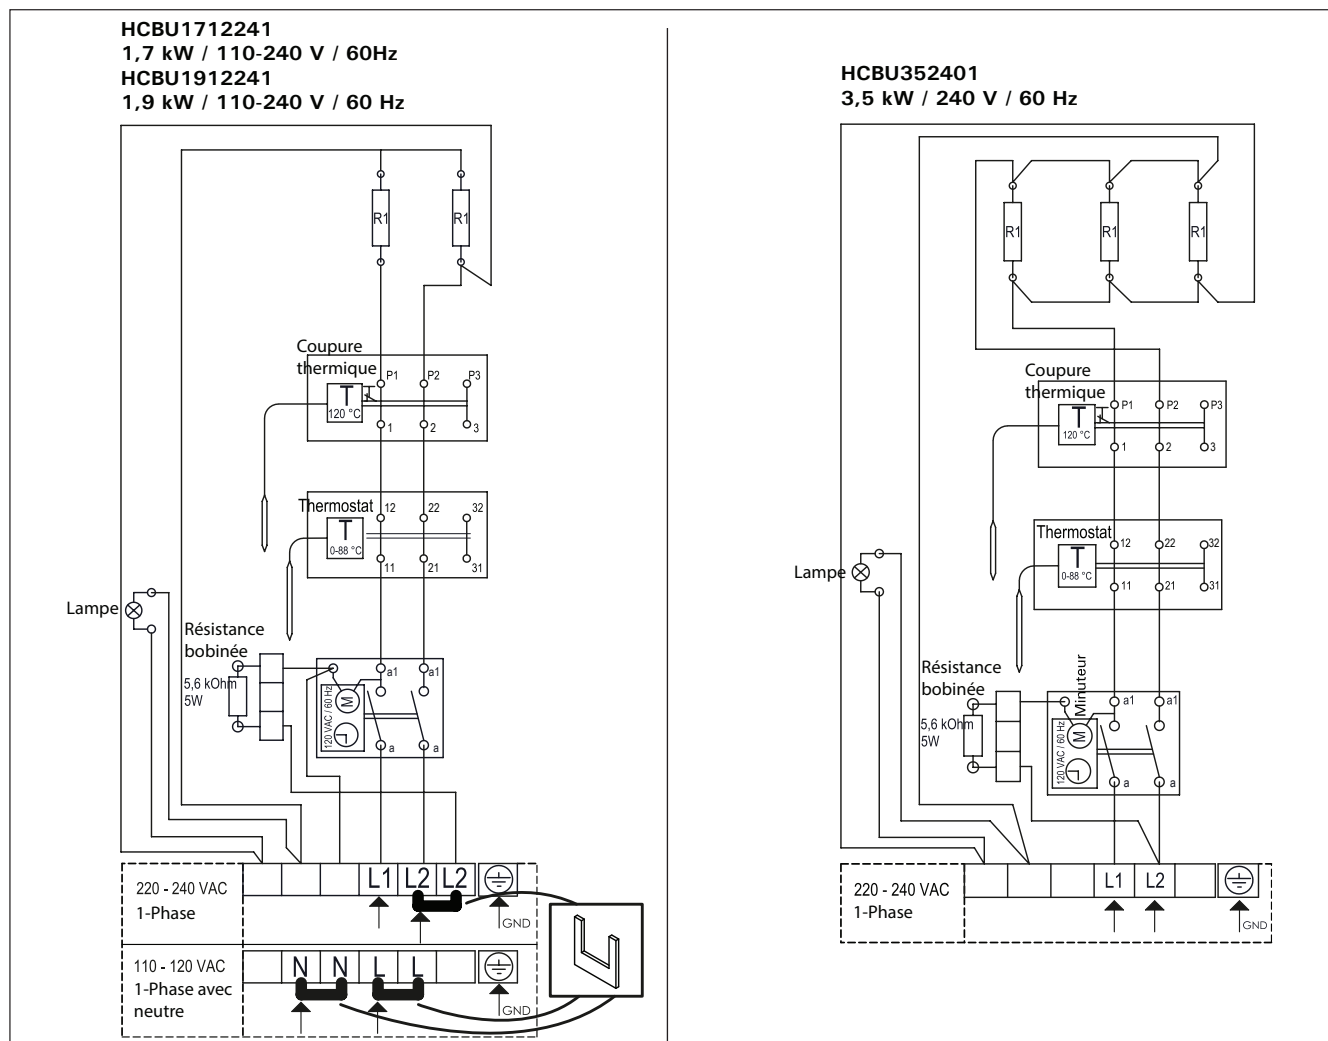 HCBU1712241
1,7 kW / 110-240 V / 60Hz
HCBU1912241
1,9 kW / 110-240 V / 60 Hz
R1
R1
Coupure
thermique
P1
P2
P3
T
120 °C
1
2
3
Thermostat
12
22
32
T
0-88 °C
11
21
31
Lampe
Résistance
bobinée
5,6 kOhm
5W
a1
a1
120 VAC / 60 Hz
M
a
a
220 - 240 VAC
1-Phase
L1
L2
L2
GND
110 - 120 VAC
1-Phase avec
neutre
N
N
L
L
GND
HCBU352401
3,5 kW / 240 V / 60 Hz
R1
R1
R1
Coupure
thermique
P1
P2
P3
T
120 °C
1
2
3
Thermostat
12
22
32
T
0-88 °C
11
21
31
Lampe
Résistance
bobinée
5,6 kOhm
5W
Minuteur
a1
a1
120 VAC / 60 Hz
M
a
a
220 - 240 VAC
1-Phase
L1
L2
GND